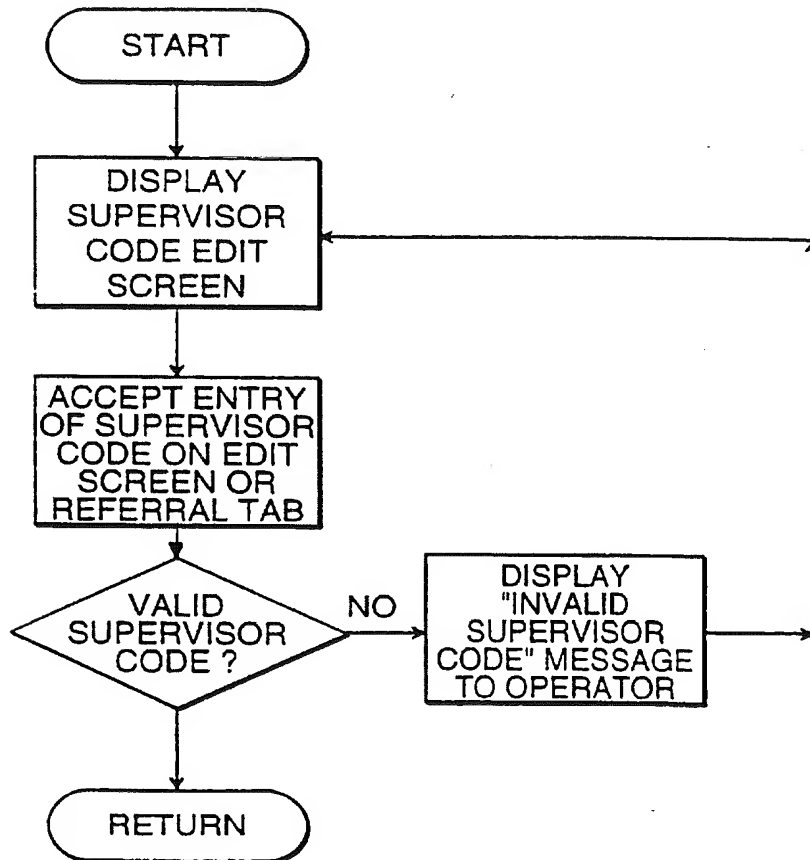 START
DISPLAY
SUPERVISOR
CODE EDIT
SCREEN
ACCEPT ENTRY
OF SUPERVISOR
CODE ON EDIT
SCREEN OR
REFERRAL TAB
VALID
SUPERVISOR
CODE ?
NO
DISPLAY
"INVALID
SUPERVISOR
CODE" MESSAGE
TO OPERATOR
RETURN